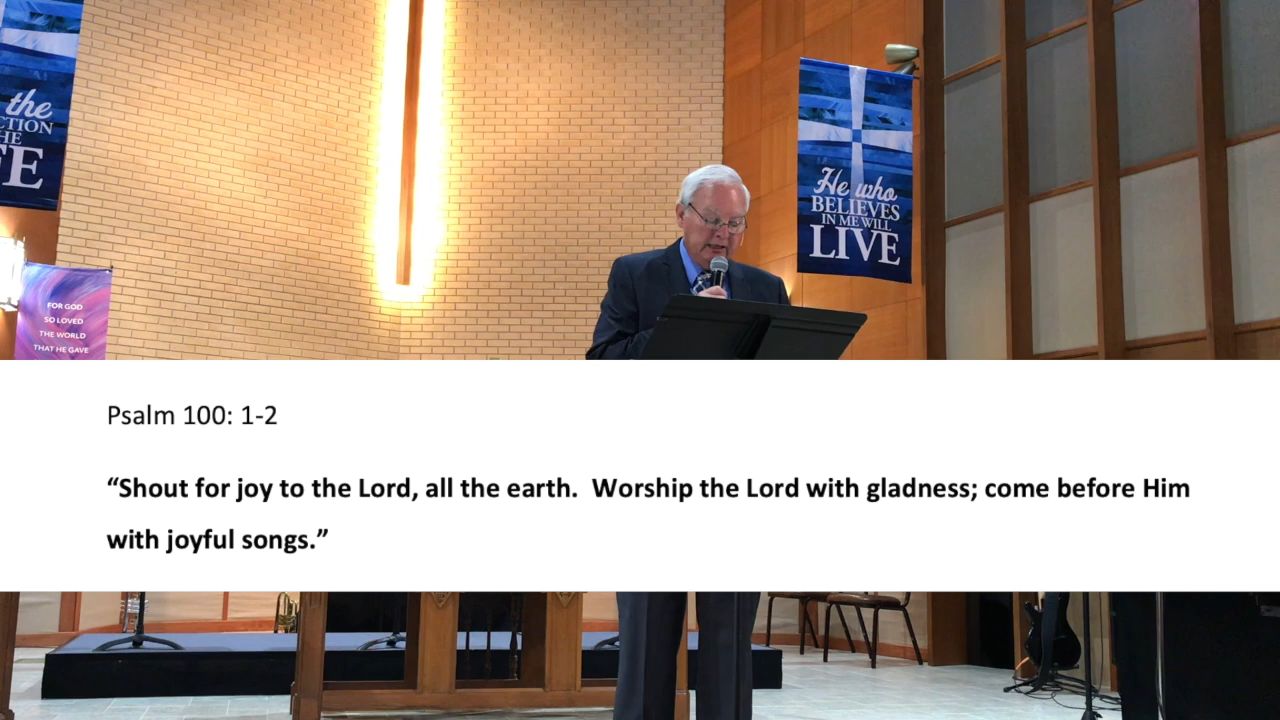 the
CTION
HE
FE
He who
BELIEVES
IN ME WILL
LIVE
FOR GOD
SO LOVED
THE WORLD
THAT HE GAVE
Psalm 100: 1-2
“Shout for joy to the Lord, all the earth.  Worship the Lord with gladness; come before Him
with joyful songs.”